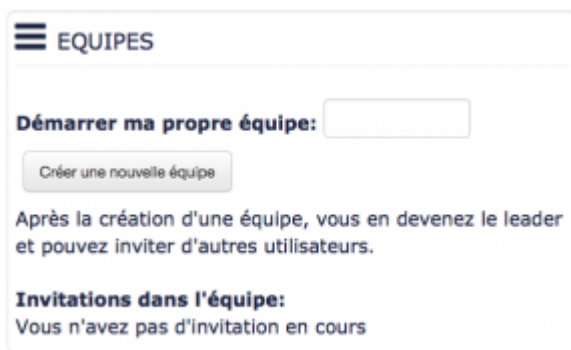 EQUIPES
Démarrer ma propre équipe:
Créer une nouvelle équipe
Après la création d'une équipe, vous en devenez le leader
et pouvez inviter d'autres utilisateurs.
Invitations dans l'équipe:
Vous n'avez pas d'invitation en cours